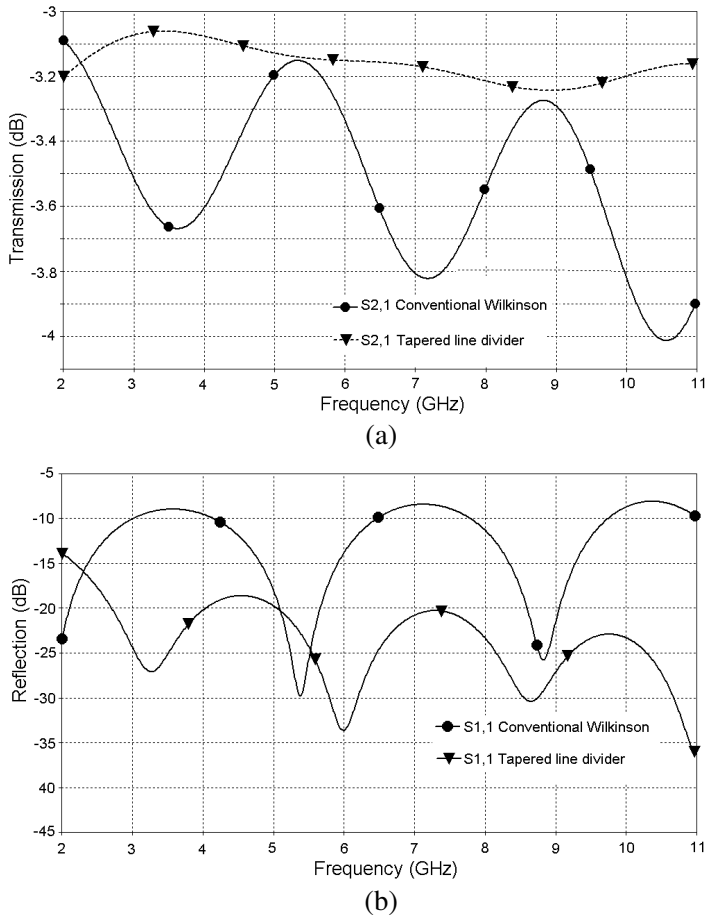 -3
-3.2
-3.4
-3.6
-3.8
-4
Transmission (dB)
S2,1 Conventional Wilkinson
S2,1 Tapered line divider
2 3 4 5 6 7 8 9 10 11
Frequency (GHz)
(a)
-5
-10
-15
-20
-25
-30
-35
-40
-45
Reflection (dB)
S1,1 Conventional Wilkinson
S1,1 Tapered line divider
2 3 4 5 6 7 8 9 10 11
Frequency (GHz)
(b)